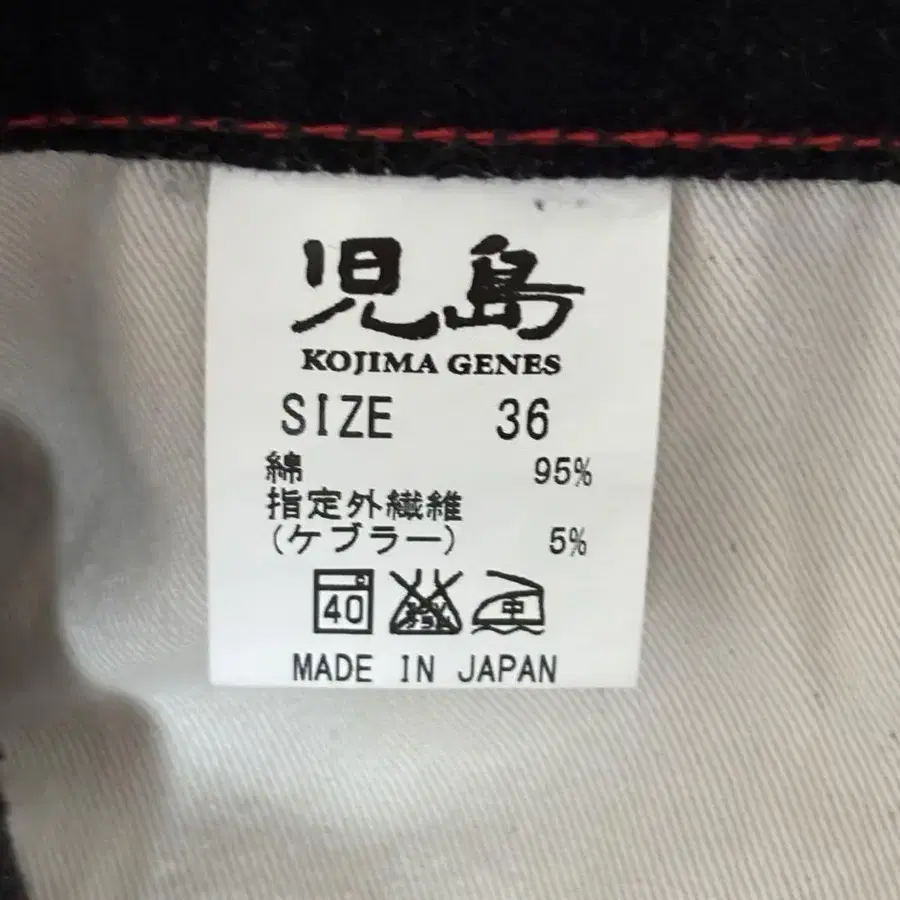 児島
KOJIMA GENES
SIZE 36
綿 95%
指定外繊維
(ケブラー) 5%
40 中
MADE IN JAPAN